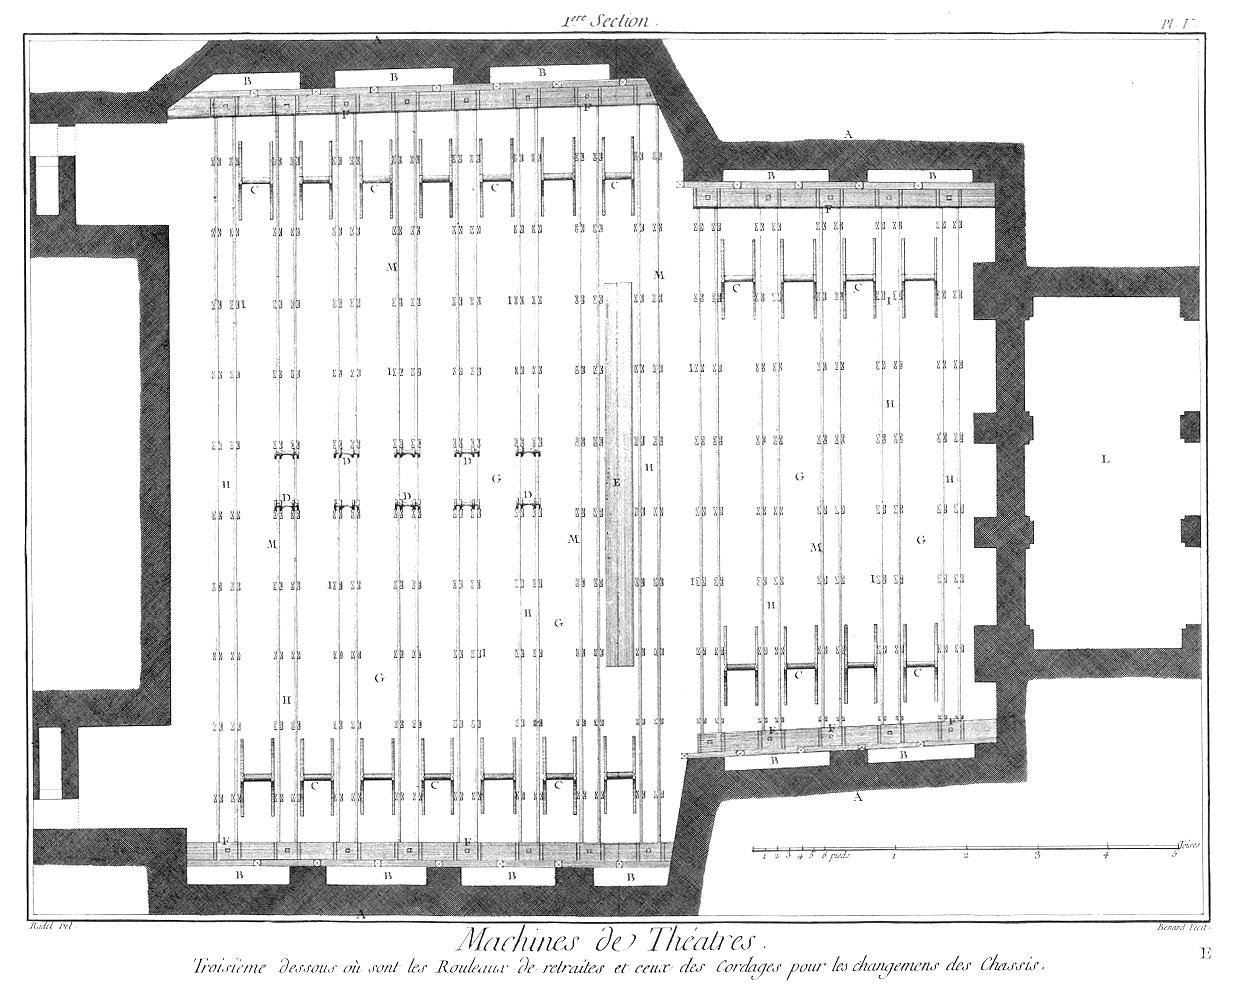 1ere Section.
Pl. I
A
B B B
F F
A
B B
F
C C C C
M M
I I
C C
I
I I
H
H
D D
G
E
H
G
H
D D D
L
M M M G
I I I
H H
G
I
G
H
C C
C C C
F F F
B B
A
F F
1 2 3 4 5 6 pieds 1 2 3 4 5 Toises
B B B B
A
Radel Del. Benard Fecit.
Machines de Théatres.
E
Troisieme dessous où sont les Rouleaux de retraites et ceux des Cordages pour les changemens des Chassis.